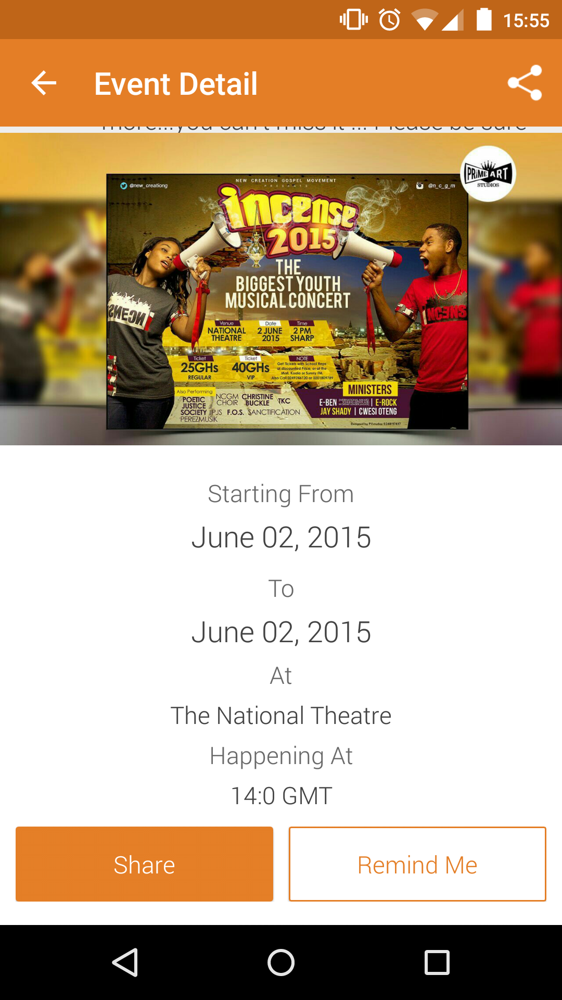 15:55
Event Detail
more...you can't miss it ... Please be sure
PRiME ART
STUDIOS
NEW CREATION GOSPEL MOVEMENT
PRESENTS
@new_creationg
@n_c_g_m
incense
2015
THE
BIGGEST YOUTH
MUSICAL CONCERT
INCENS
Venue
NATIONAL
THEATRE
Date
2 JUNE
2015
Time
2 PM
SHARP
Ticket
25GHs
REGULAR
Ticket
40GHs
VIP
NOTE
Get Tickets with School Reps
at discounted Price, or at the
Mall, Koala or Sunny FM.
Also Call 0249746120 or 0201809789
Also Performing
POETIC
JUSTICE
SOCIETY
PEREZMUSIK
NCGM
CHOIR
CHRISTINE
BUCKLE
TKC
PJS F.O.S. SANCTIFICATION
MINISTERS
E-BEN
| E-ROCK
JAY SHADY | CWESI OTENG
Designed by PXstudios 0248117617
Starting From
June 02, 2015
To
June 02, 2015
At
The National Theatre
Happening At
14:0 GMT
Share
Remind Me